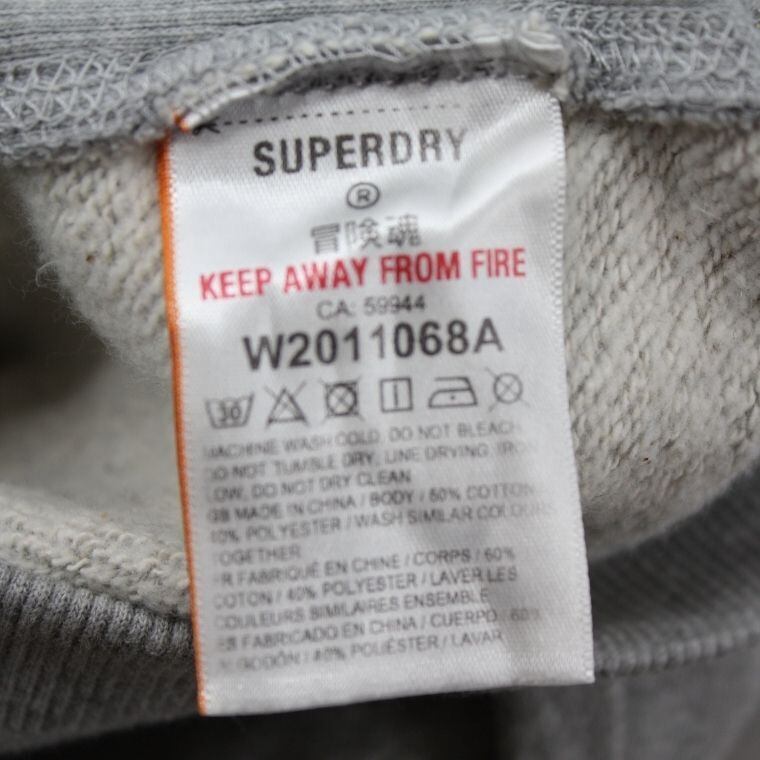 SUPERDRY
®
冒険魂
KEEP AWAY FROM FIRE
CA: 59944
W2011068A
30
MACHINE WASH COLD, DO NOT BLEACH,
DO NOT TUMBLE DRY, LINE DRYING, IRON
LOW, DO NOT DRY CLEAN
GB MADE IN CHINA / BODY / 60% COTTON
40% POLYESTER / WASH SIMILAR COLOURS
TOGETHER
FR FABRIQUÉ EN CHINE / CORPS / 60%
COTON / 40% POLYESTER / LAVER LES
COULEURS SIMILAIRES ENSEMBLE
ES FABRICADO EN CHINA / CUERPO / 60%
ALGODÓN / 40% POLIÉSTER / LAVAR